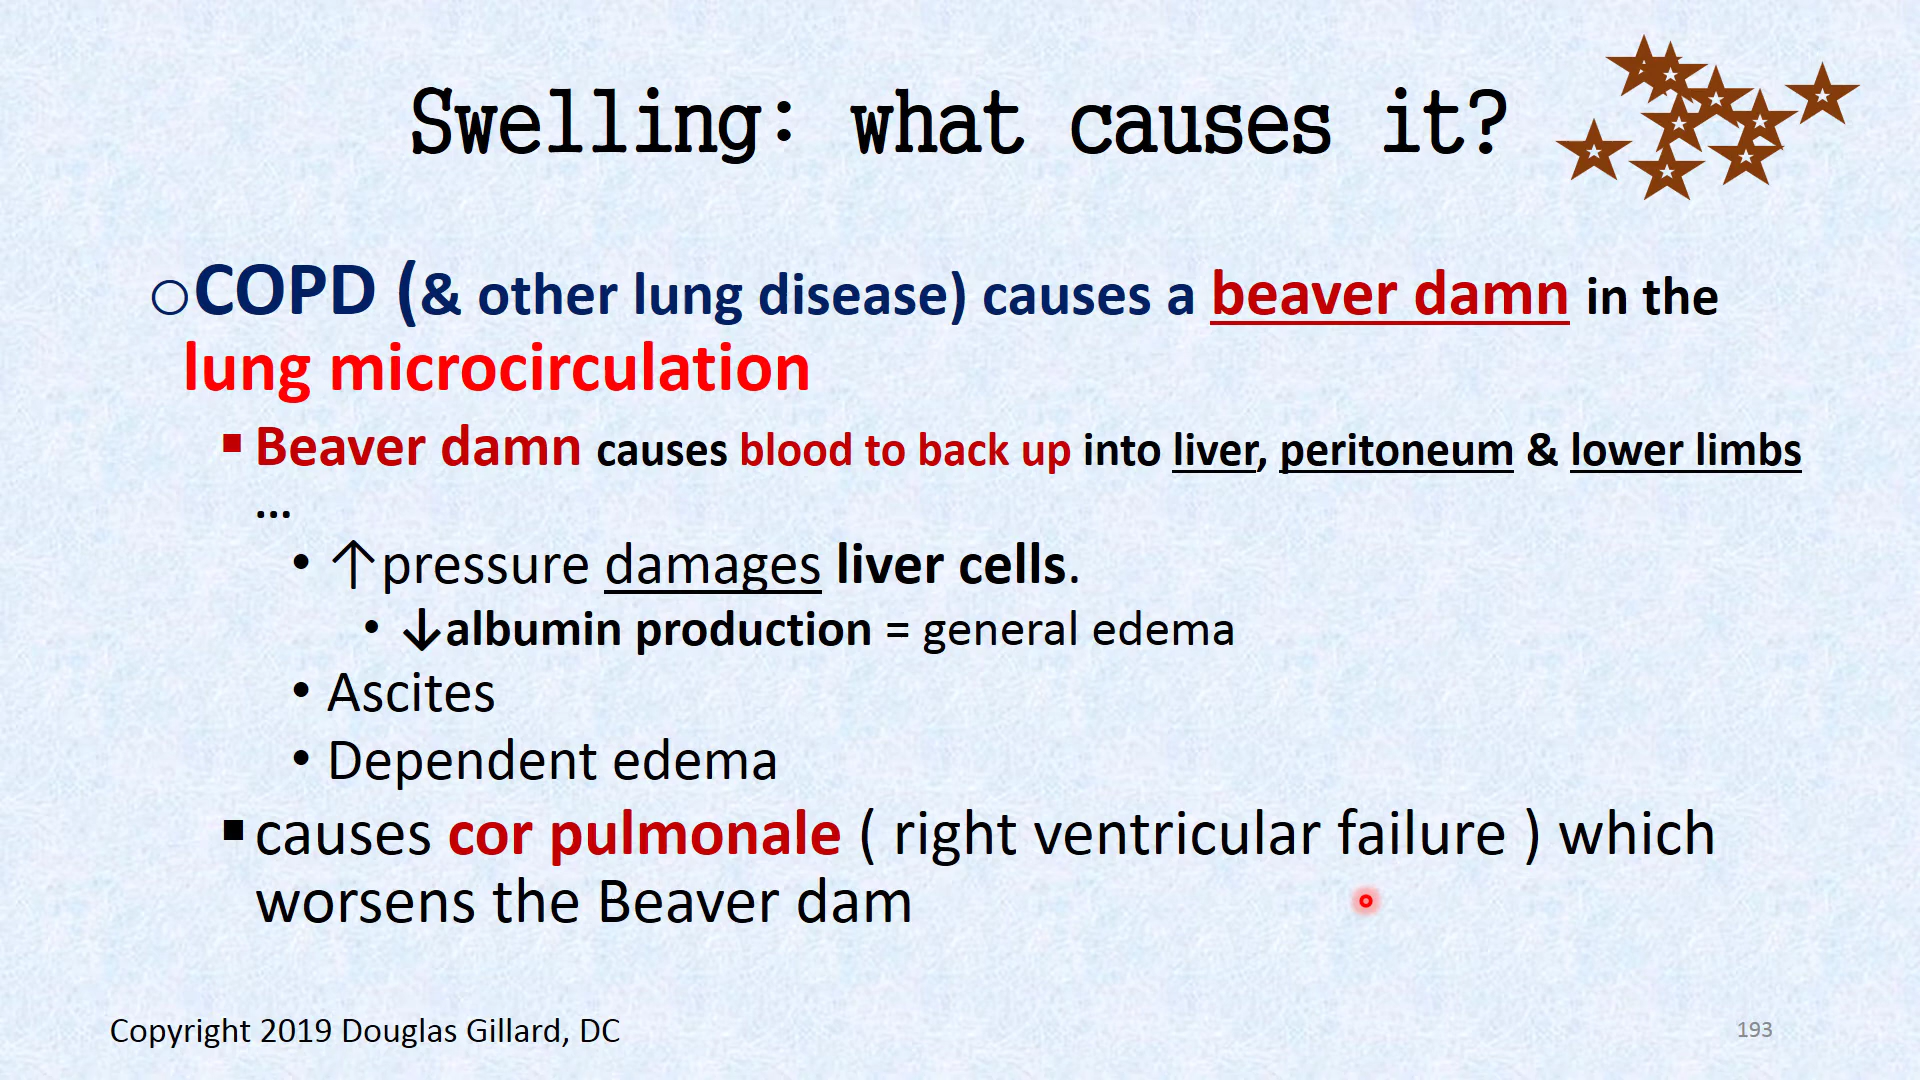 Swelling: what causes it?
○COPD (& other lung disease) causes a beaver damn in the
lung microcirculation
▪Beaver damn causes blood to back up into liver, peritoneum & lower limbs
...
• ↑pressure damages liver cells.
• ↓albumin production = general edema
• Ascites
• Dependent edema
▪causes cor pulmonale ( right ventricular failure ) which
worsens the Beaver dam
Copyright 2019 Douglas Gillard, DC
193